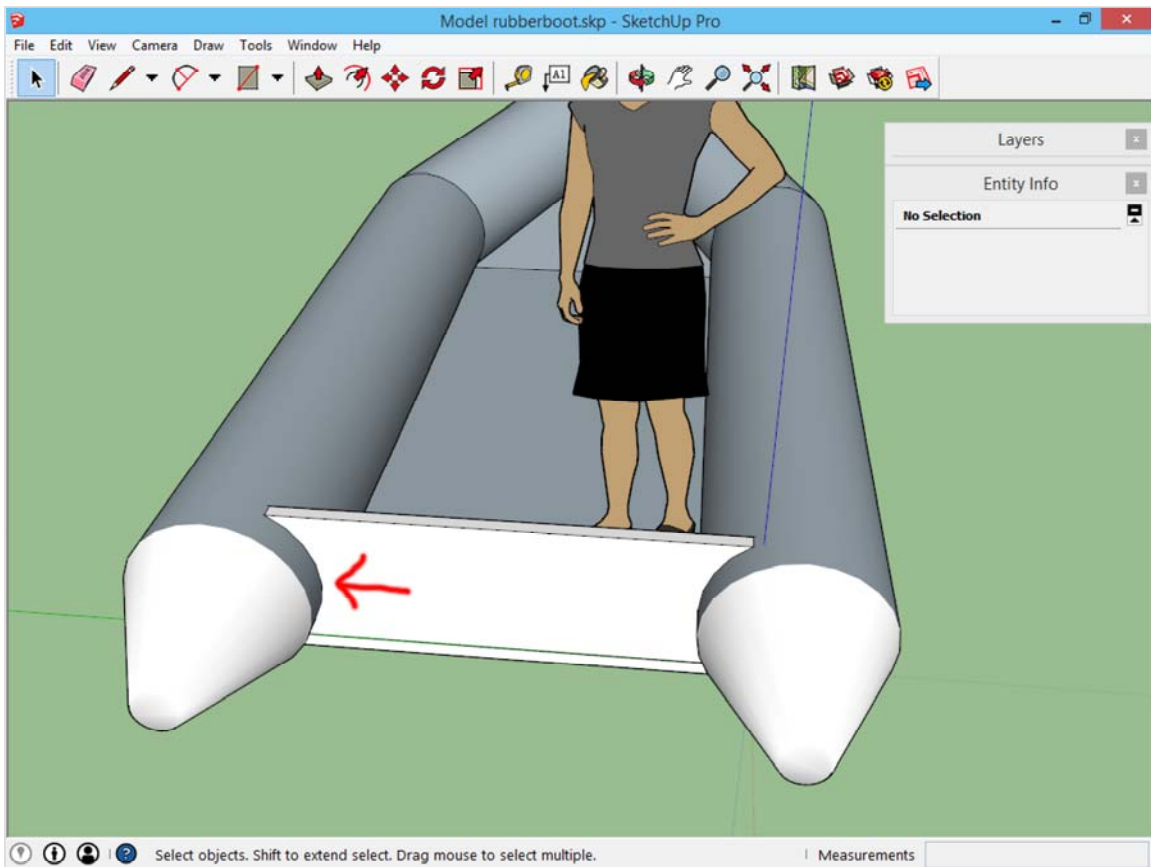 Model rubberboot.skp - SketchUp Pro
File Edit View Camera Draw Tools Window Help
A1
Layers
Entity Info
No Selection
Select objects. Shift to extend select. Drag mouse to select multiple.
Measurements